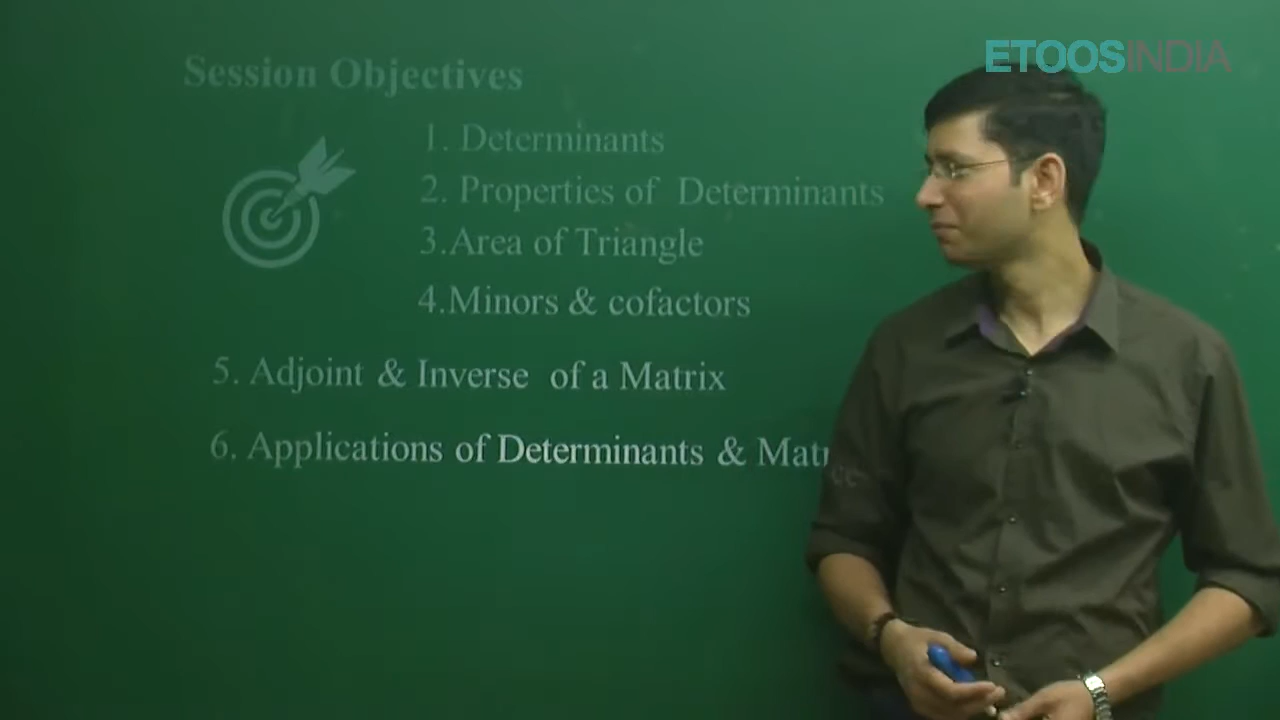 ETOOSINDIA
Session Objectives
1. Determinants
2. Properties of Determinants
3.Area of Triangle
4.Minors & cofactors
5. Adjoint & Inverse of a Matrix
6. Applications of Determinants &